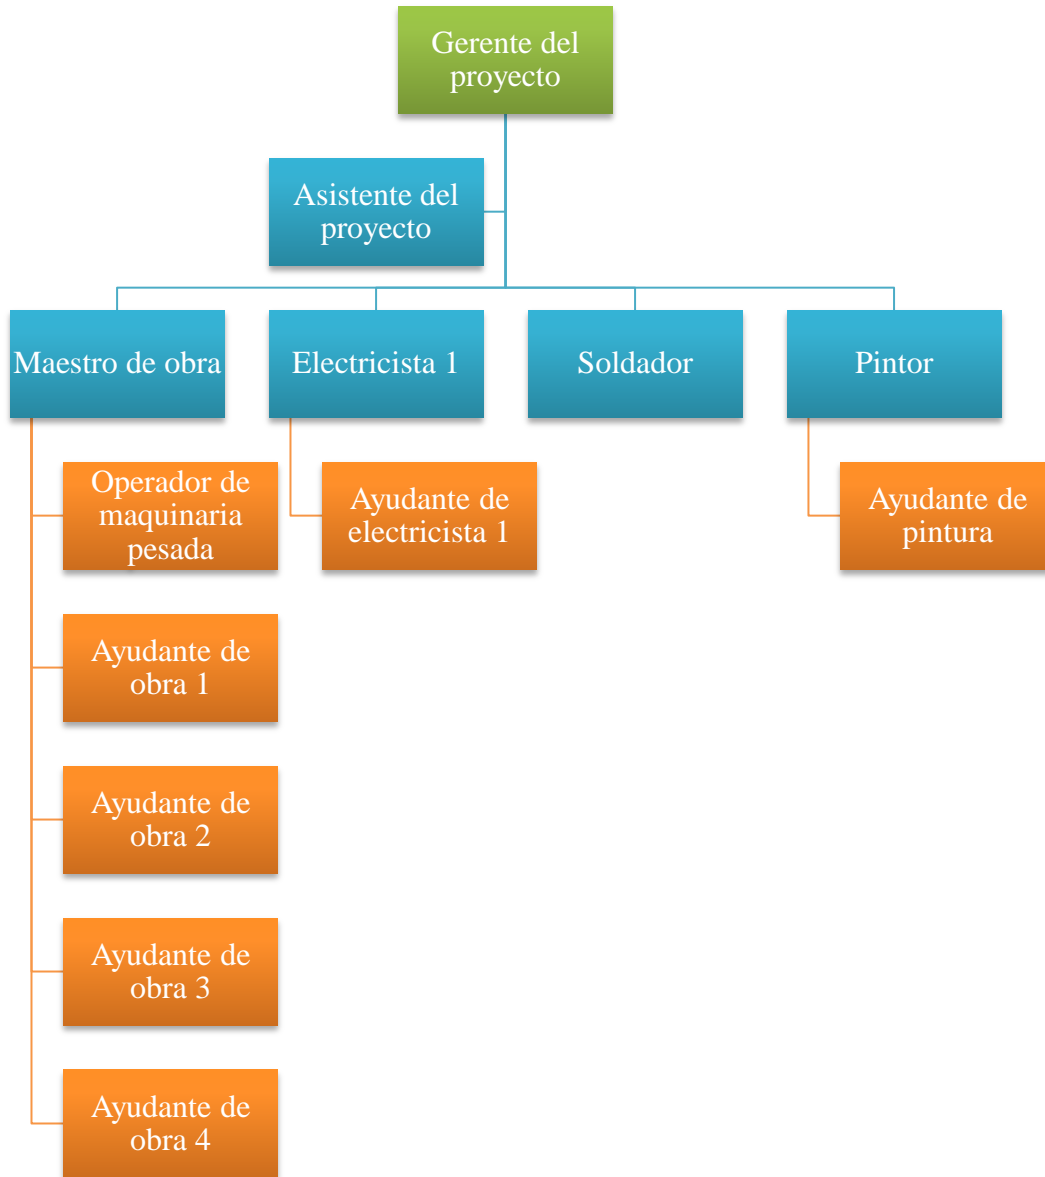 Gerente del
proyecto
Asistente del
proyecto
Maestro de obra
Electricista 1
Soldador
Pintor
Operador de
maquinaria
pesada
Ayudante de
electricista 1
Ayudante de
pintura
Ayudante de
obra 1
Ayudante de
obra 2
Ayudante de
obra 3
Ayudante de
obra 4